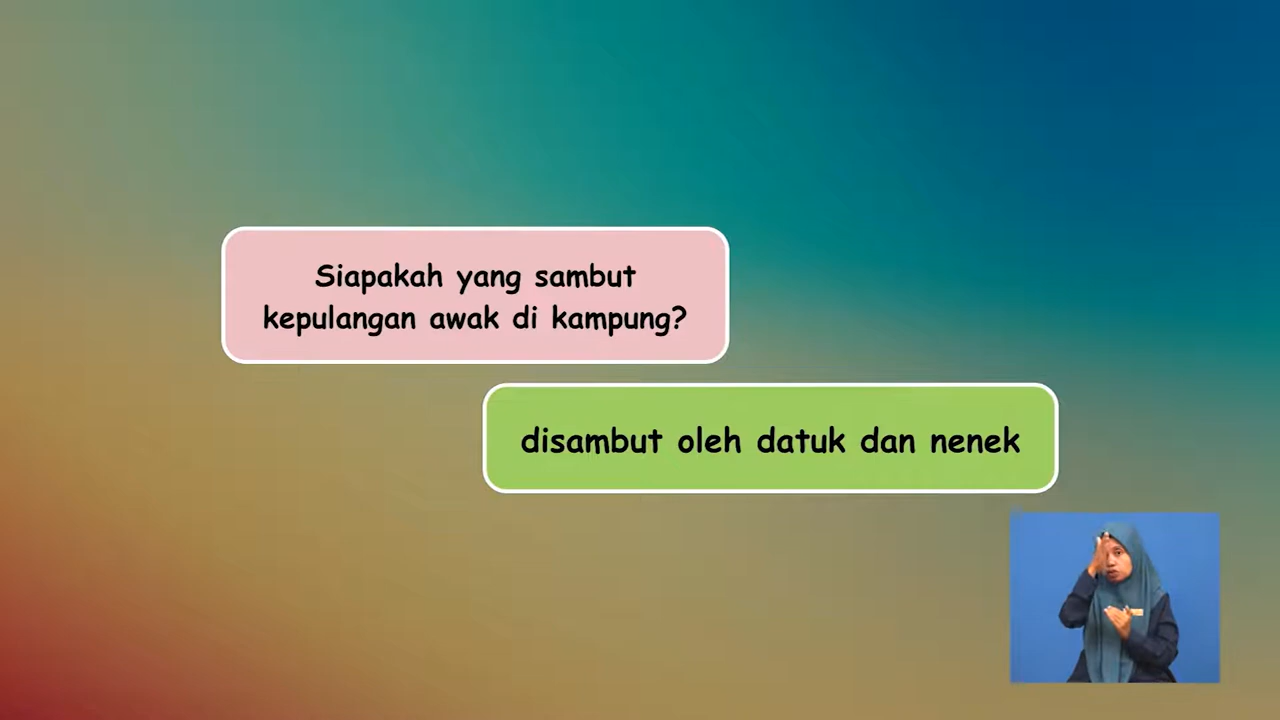 Siapakah yang sambut
kepulangan awak di kampung?
disambut oleh datuk dan nenek